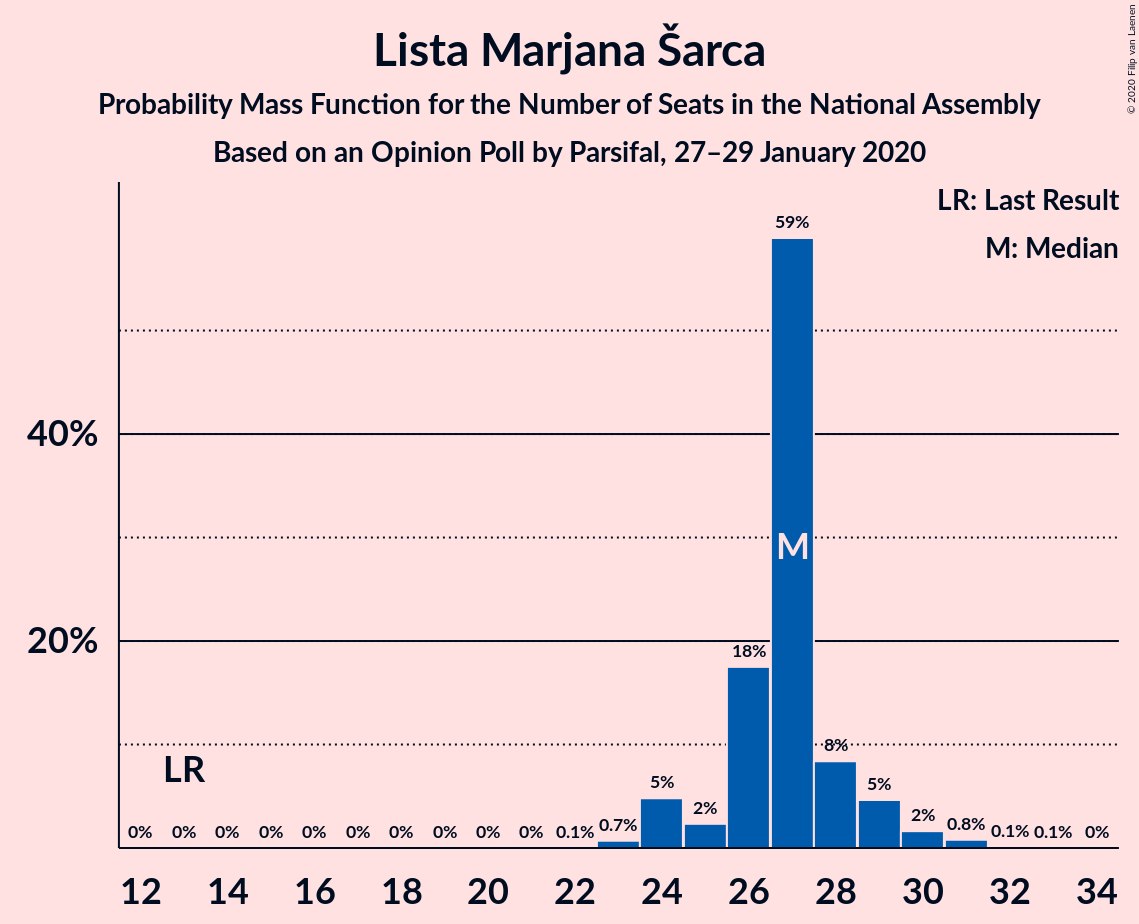 Lista Marjana Šarca
Probability Mass Function for the Number of Seats in the National Assembly
Based on an Opinion Poll by Parsifal, 27–29 January 2020
© 2020 Filip van Laenen
LR: Last Result
M: Median
59%
40%
M
20%
18%
8%
LR
5%
5%
0% 0% 0% 0% 0% 0% 0% 0% 0% 0% 0.1% 0.7% 2% 2% 0.8% 0.1% 0.1% 0%
12 14 16 18 20 22 24 26 28 30 32 34